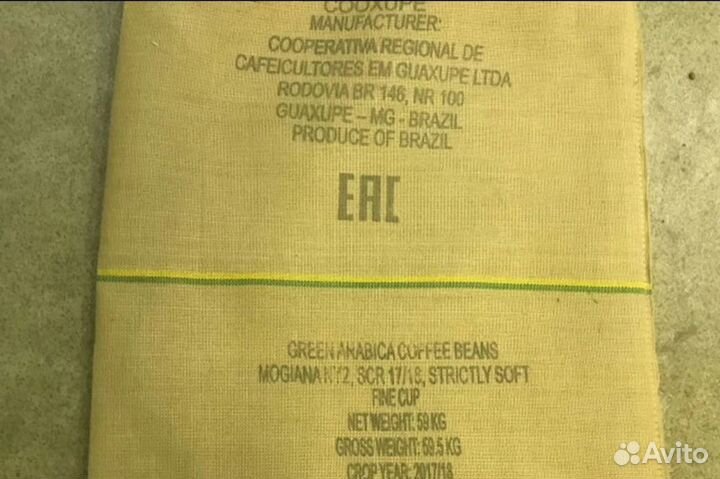 COOXUPE
MANUFACTURER:
COOPERATIVA REGIONAL DE
CAFEICULTORES EM GUAXUPE LTDA
RODOVIA BR 146, NR 100
GUAXUPE – MG - BRAZIL
PRODUCE OF BRAZIL
EAC
GREEN ARABICA COFFEE BEANS
MOGIANA NY2, SCR 17/18, STRICTLY SOFT
FINE CUP
NET WEIGHT: 59 KG
GROSS WEIGHT: 59.5 KG
CROP YEAR: 2017/18
Avito